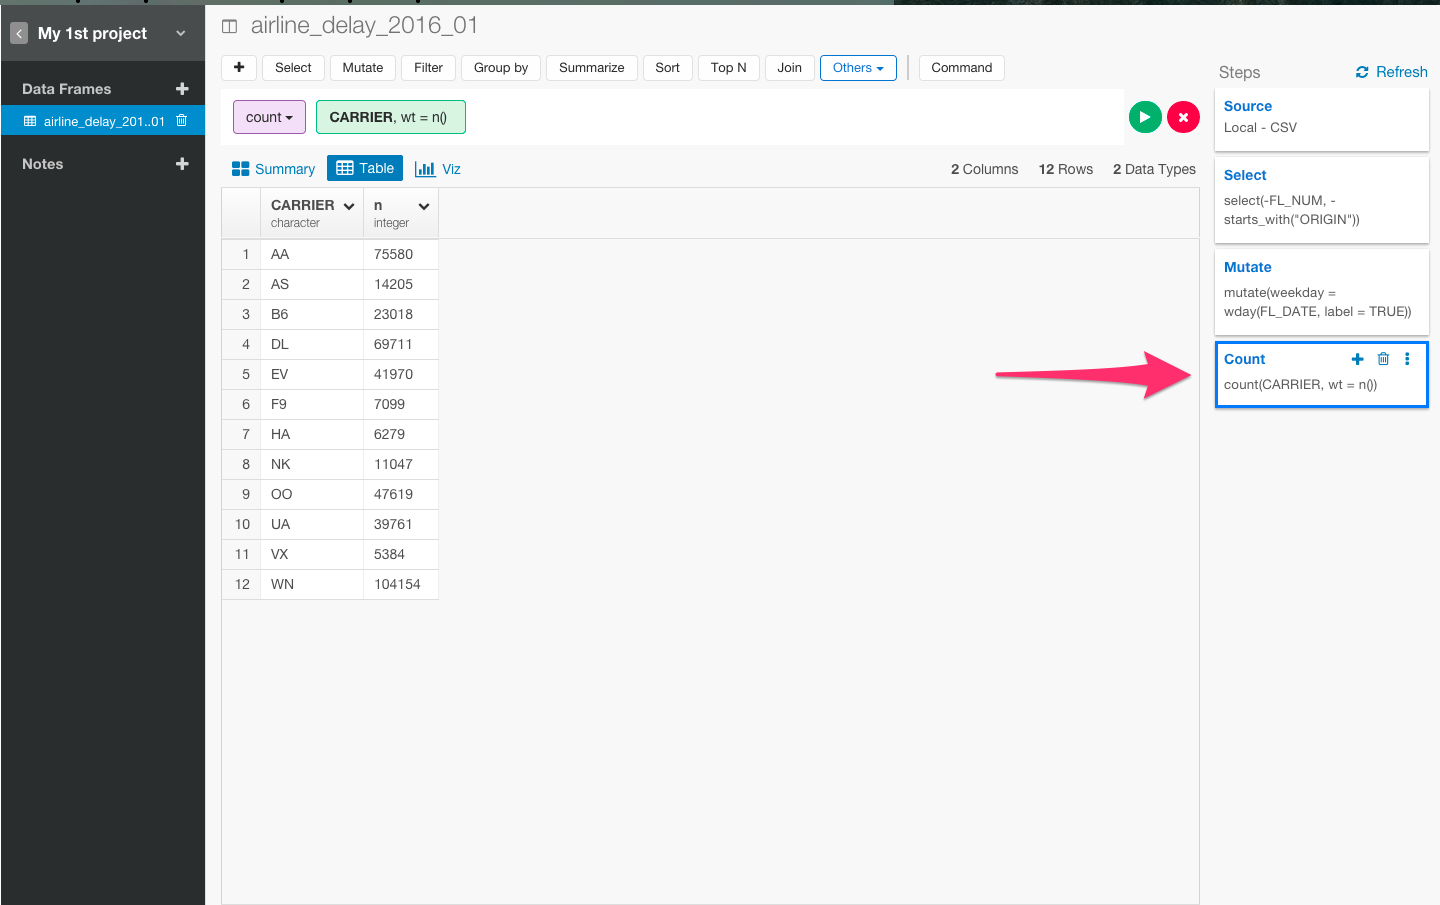 My 1st project
Data Frames
airline_delay_201..01
Notes
airline_delay_2016_01
+ Select Mutate Filter Group by Summarize Sort Top N Join Others Command
count CARRIER, wt = n()
Summary Table Viz 2 Columns 12 Rows 2 Data Types
CARRIER n
character integer
1 AA 75580
2 AS 14205
3 B6 23018
4 DL 69711
5 EV 41970
6 F9 7099
7 HA 6279
8 NK 11047
9 OO 47619
10 UA 39761
11 VX 5384
12 WN 104154
Steps Refresh
Source
Local - CSV
Select
select(-FL_NUM, -
starts_with("ORIGIN"))
Mutate
mutate(weekday =
wday(FL_DATE, label = TRUE))
Count
count(CARRIER, wt = n())